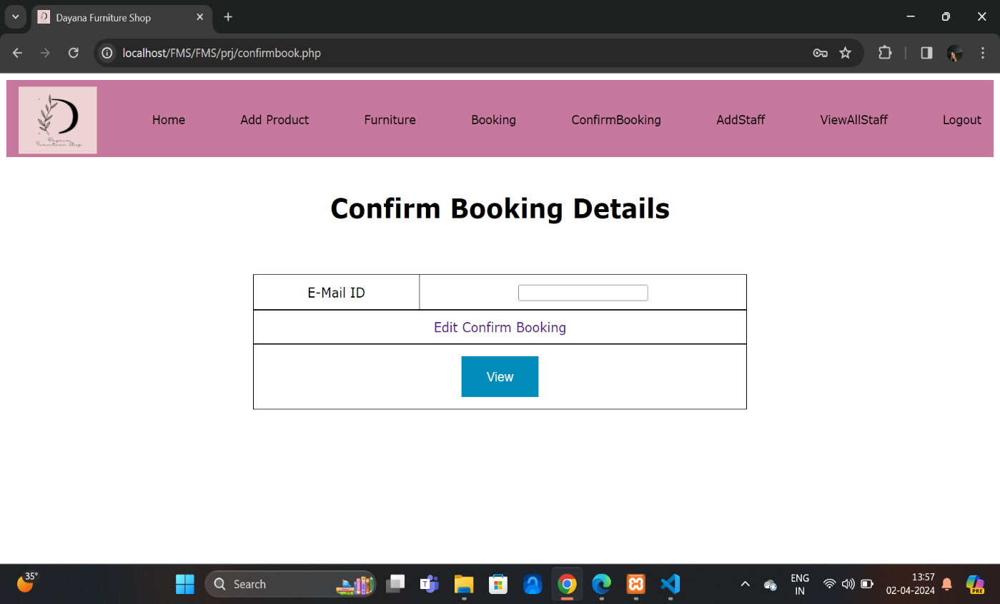 Dayana Furniture Shop
localhost/FMS/FMS/prj/confirmbook.php
D
Dayana
Furniture Shop
Home Add Product Furniture Booking ConfirmBooking AddStaff ViewAllStaff Logout
Confirm Booking Details
E-Mail ID
Edit Confirm Booking
View
35°
Search
T
ENG
IN
13:57
02-04-2024
PRE